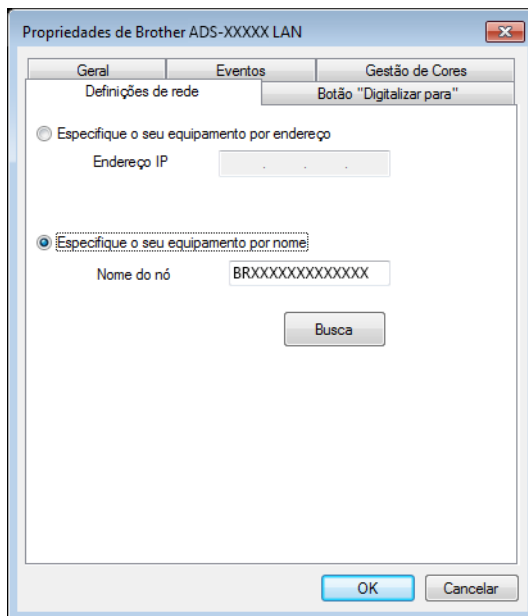 Propriedades de Brother ADS-XXXXX LAN
Geral Eventos Gestão de Cores
Definições de rede Botão "Digitalizar para"
Especifique o seu equipamento por endereço
Endereço IP . . .
Especifique o seu equipamento por nome
Nome do nó BRXXXXXXXXXXXXX
Busca
OK Cancelar